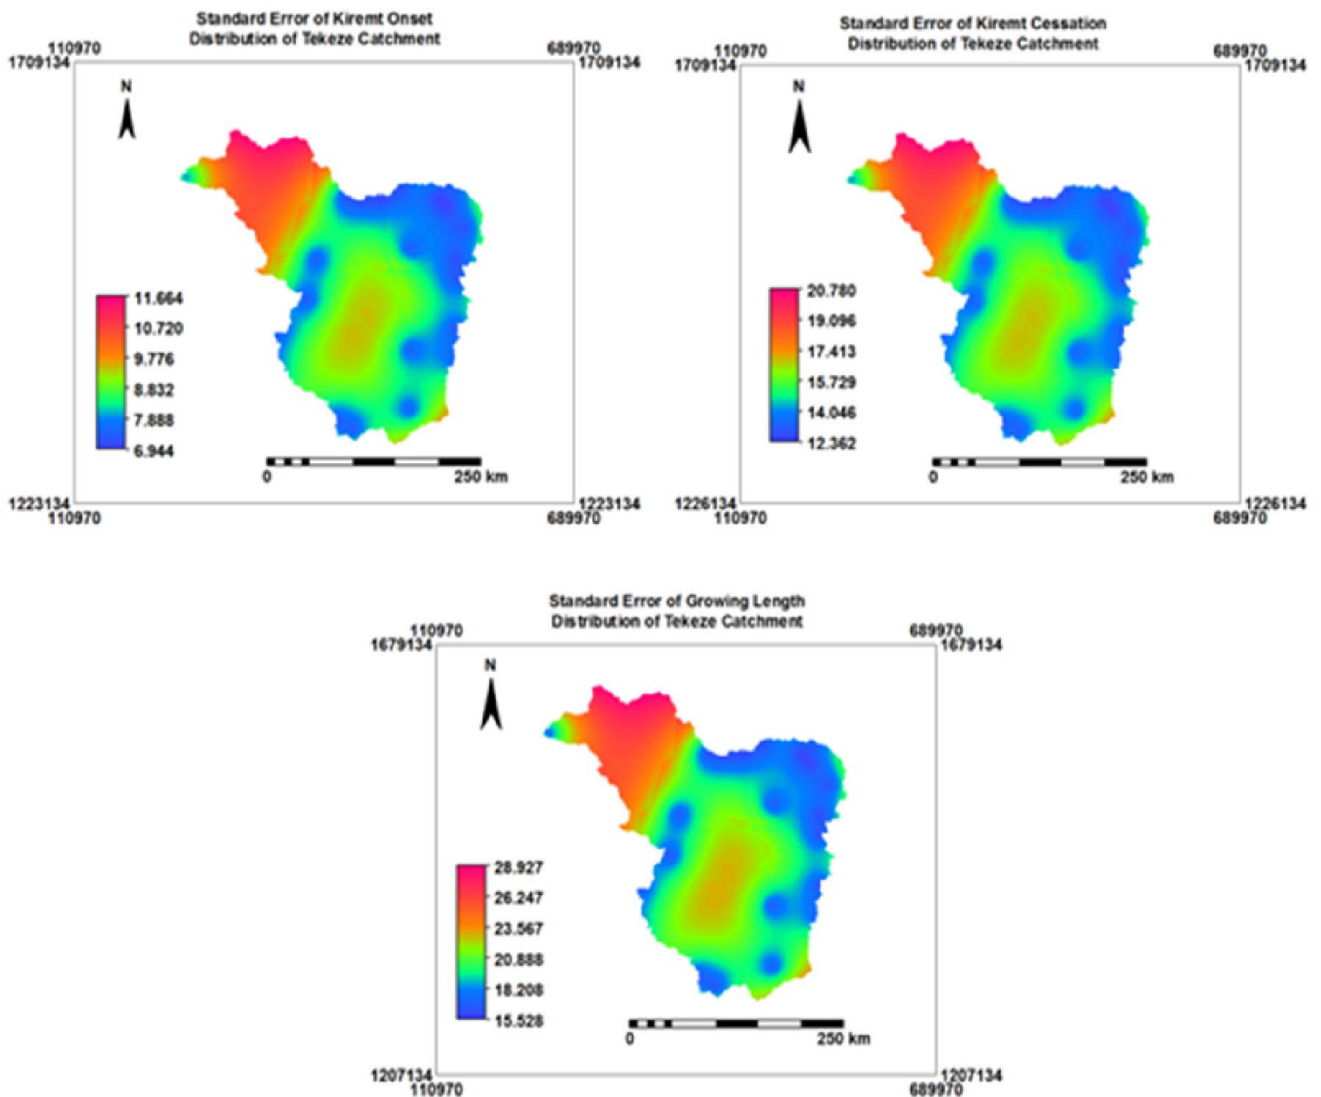 Standard Error of Kiremt Onset
Distribution of Tekeze Catchment
110970 689970
1709134 1709134
N
11.664
10.720
9.776
8.832
7.888
6.944
0 250 km
1223134 1223134
110970 689970
Standard Error of Kiremt Cessation
Distribution of Tekeze Catchment
110970 689970
1709134 1709134
N
20.780
19.096
17.413
15.729
14.046
12.362
0 250 km
1226134 1226134
110970 689970
Standard Error of Growing Length
Distribution of Tekeze Catchment
110970 689970
1679134 1679134
N
28.927
26.247
23.567
20.888
18.208
15.528
0 250 km
1207134 1207134
110970 689970